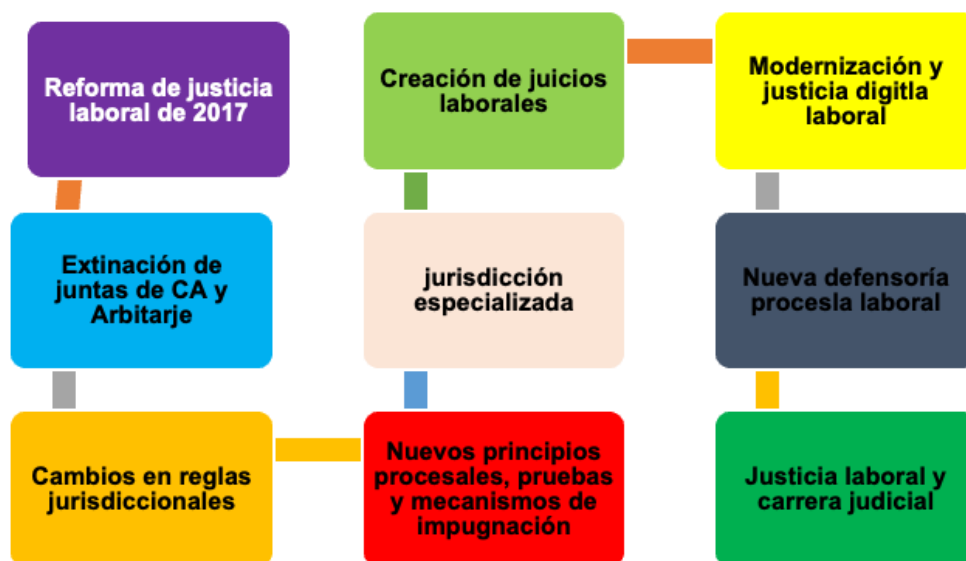 Reforma de justicia
laboral de 2017
Extinación de
juntas de CA y
Arbitarje
Cambios en reglas
jurisdiccionales
Nuevos principios
procesales, pruebas
y mecanismos de
impugnación
jurisdicción
especializada
Creación de juicios
laborales
Modernización y
justicia digitla
laboral
Nueva defensoría
procesla laboral
Justicia laboral y
carrera judicial